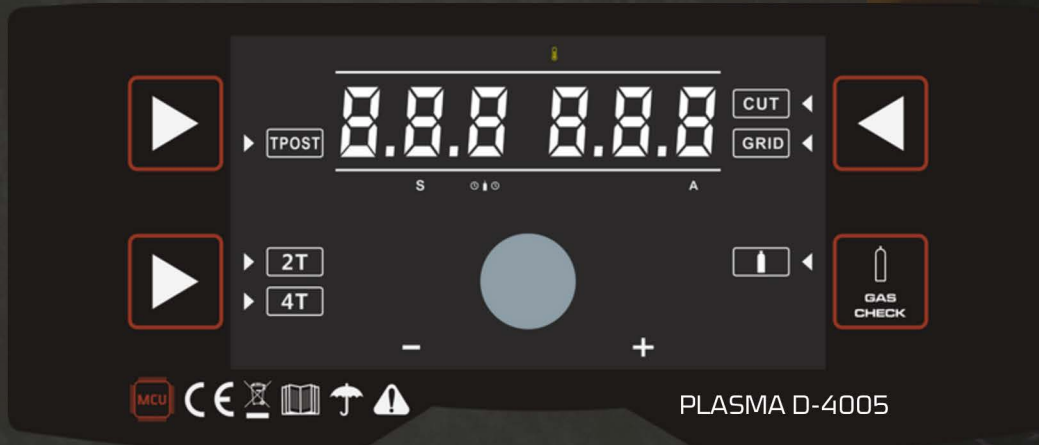 8.8.8 8.8.8
CUT
TPOST
GRID
S
A
2T
4T
GAS
CHECK
− +
MCU
CE
PLASMA D-4005